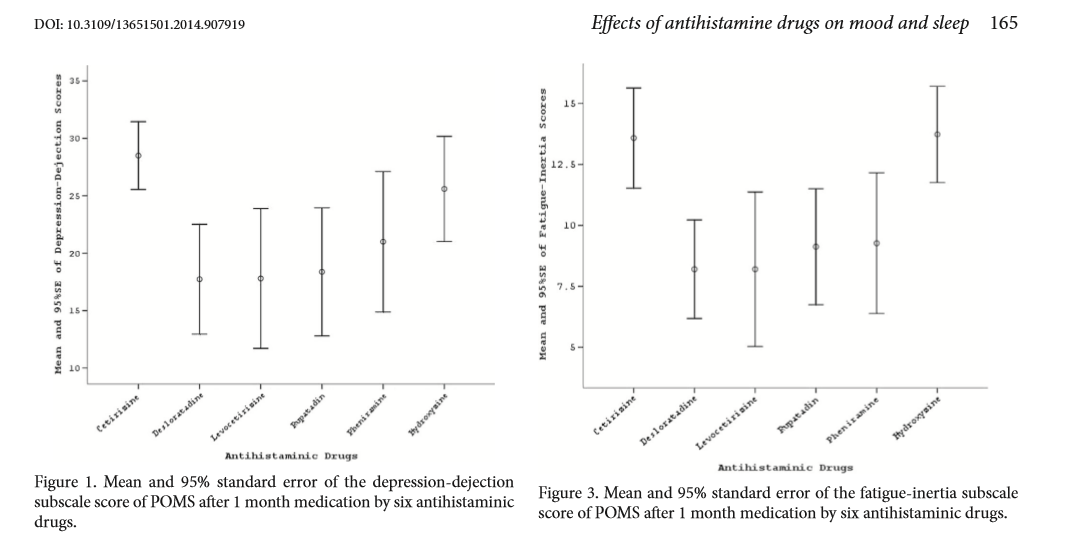 DOI: 10.3109/13651501.2014.907919
Effects of antihistamine drugs on mood and sleep 165
Mean and 95%SE of Depression-Dejection Scores
35
30
25
20
15
10
Cetirizine
Desloratadine
Levocetirizine
Rupatadin
Pheniramine
Hydroxyzine
Antihistaminic Drugs
Figure 1. Mean and 95% standard error of the depression-dejection
subscale score of POMS after 1 month medication by six antihistaminic
drugs.
Mean and 95%SE of Fatigue-Inertia Scores
15
12.5
10
7.5
5
Cetirizine
Desloratadine
Levocetirizine
Rupatadin
Pheniramine
Hydroxyzine
Antihistaminic Drugs
Figure 3. Mean and 95% standard error of the fatigue-inertia subscale
score of POMS after 1 month medication by six antihistaminic drugs.